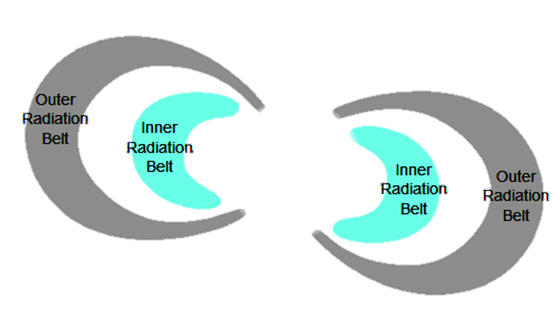 Outer
Radiation
Belt
Inner
Radiation
Belt
Inner
Radiation
Belt
Outer
Radiation
Belt